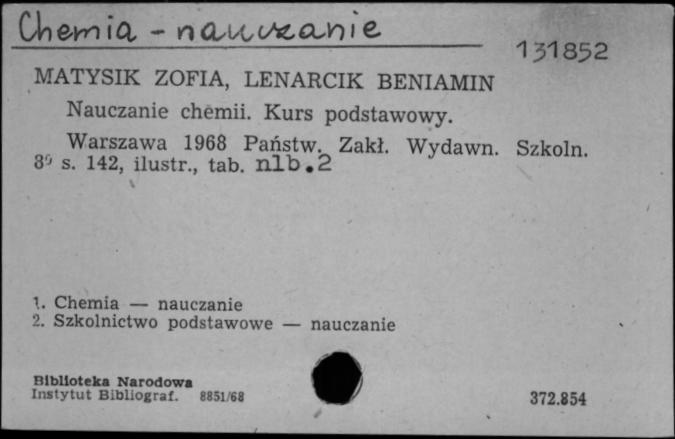 Chemia - nauczanie
131852
MATYSIK ZOFIA, LENARCIK BENIAMIN
Nauczanie chemii. Kurs podstawowy.
Warszawa 1968 Państw. Zakł. Wydawn. Szkoln.
8⁰ s. 142, ilustr., tab. nlb.2
1. Chemia — nauczanie
2. Szkolnictwo podstawowe — nauczanie
Biblioteka Narodowa
Instytut Bibliograf. 8851/68
372.854